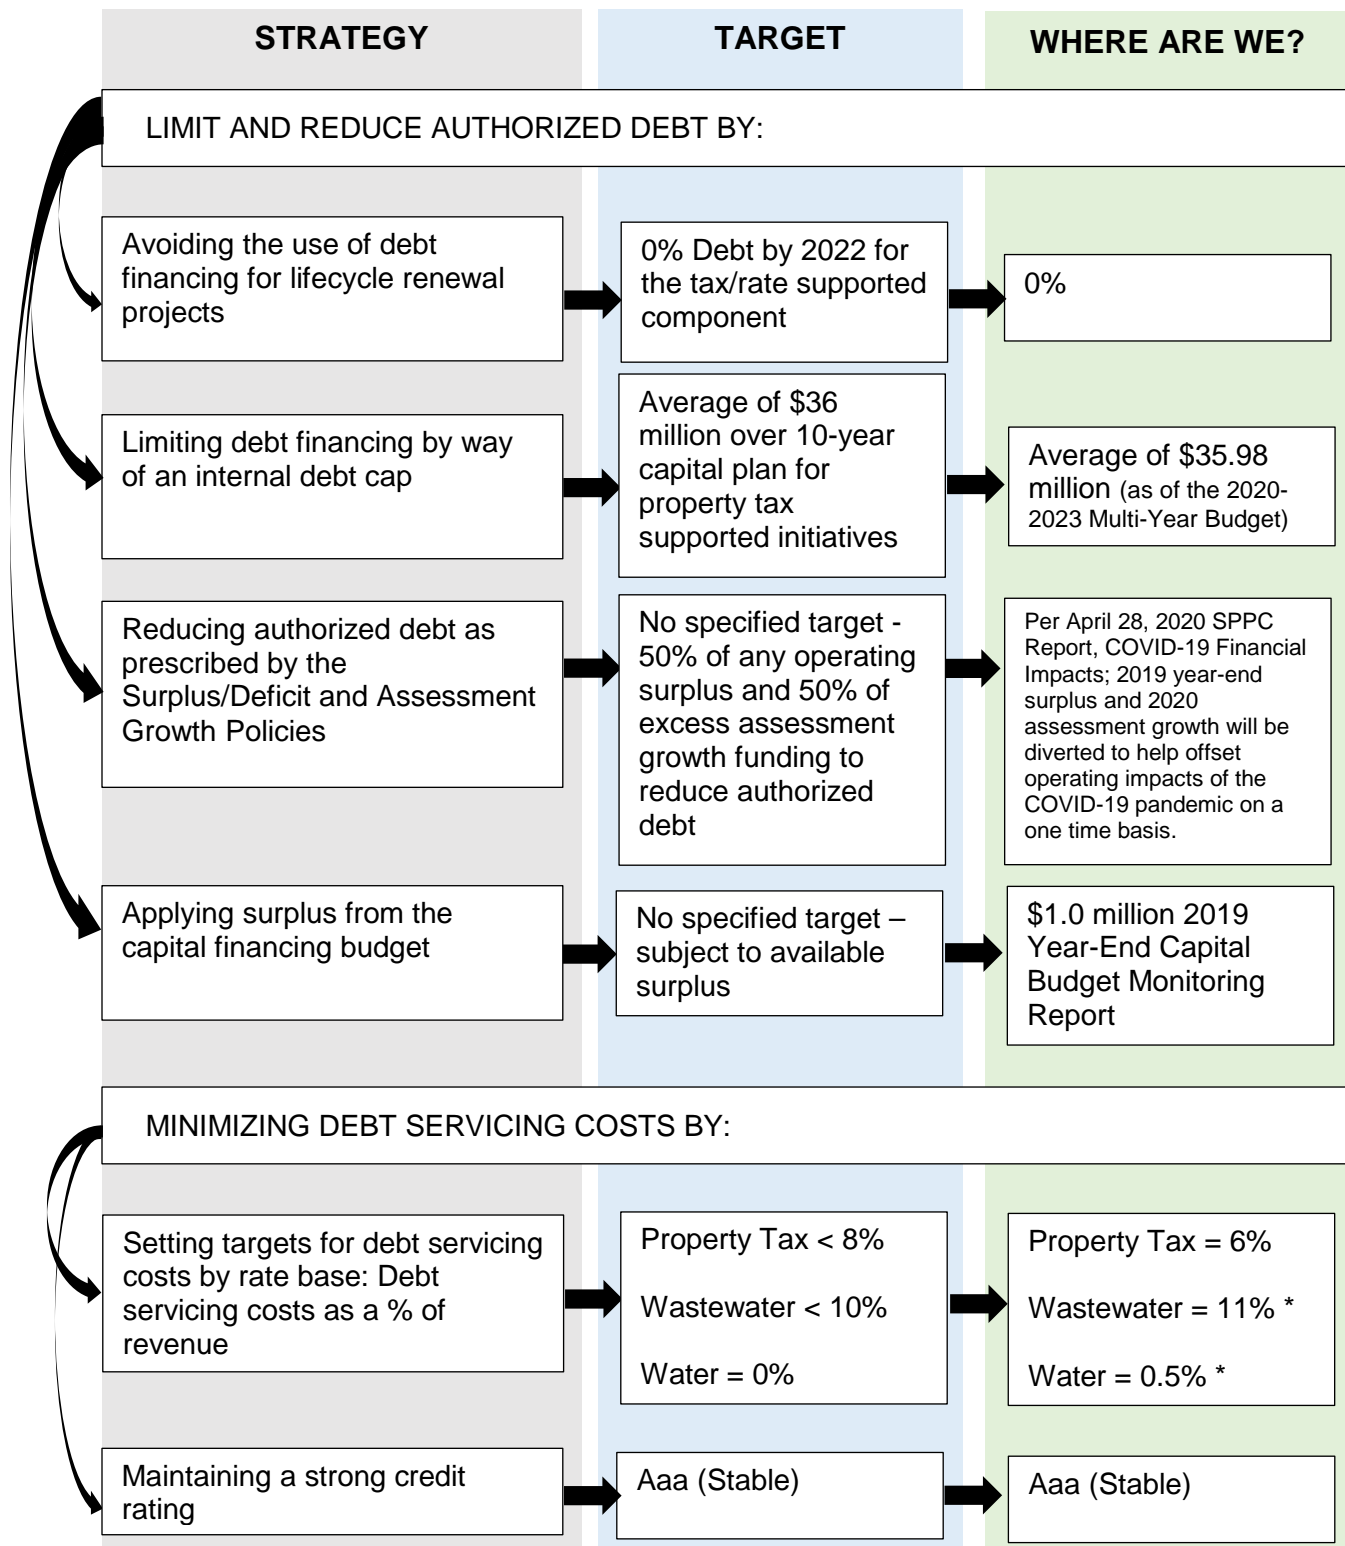 STRATEGY
TARGET
WHERE ARE WE?
LIMIT AND REDUCE AUTHORIZED DEBT BY:
Avoiding the use of debt
financing for lifecycle renewal
projects
0% Debt by 2022 for
the tax/rate supported
component
0%
Limiting debt financing by way
of an internal debt cap
Average of $36
million over 10-year
capital plan for
property tax
supported initiatives
Average of $35.98
million (as of the 2020-
2023 Multi-Year Budget)
Reducing authorized debt as
prescribed by the
Surplus/Deficit and Assessment
Growth Policies
No specified target -
50% of any operating
surplus and 50% of
excess assessment
growth funding to
reduce authorized
debt
Per April 28, 2020 SPPC
Report, COVID-19 Financial
Impacts; 2019 year-end
surplus and 2020
assessment growth will be
diverted to help offset
operating impacts of the
COVID-19 pandemic on a
one time basis.
Applying surplus from the
capital financing budget
No specified target –
subject to available
surplus
$1.0 million 2019
Year-End Capital
Budget Monitoring
Report
MINIMIZING DEBT SERVICING COSTS BY:
Setting targets for debt servicing
costs by rate base: Debt
servicing costs as a % of
revenue
Property Tax < 8%
Wastewater < 10%
Water = 0%
Property Tax = 6%
Wastewater = 11% *
Water = 0.5% *
Maintaining a strong credit
rating
Aaa (Stable)
Aaa (Stable)